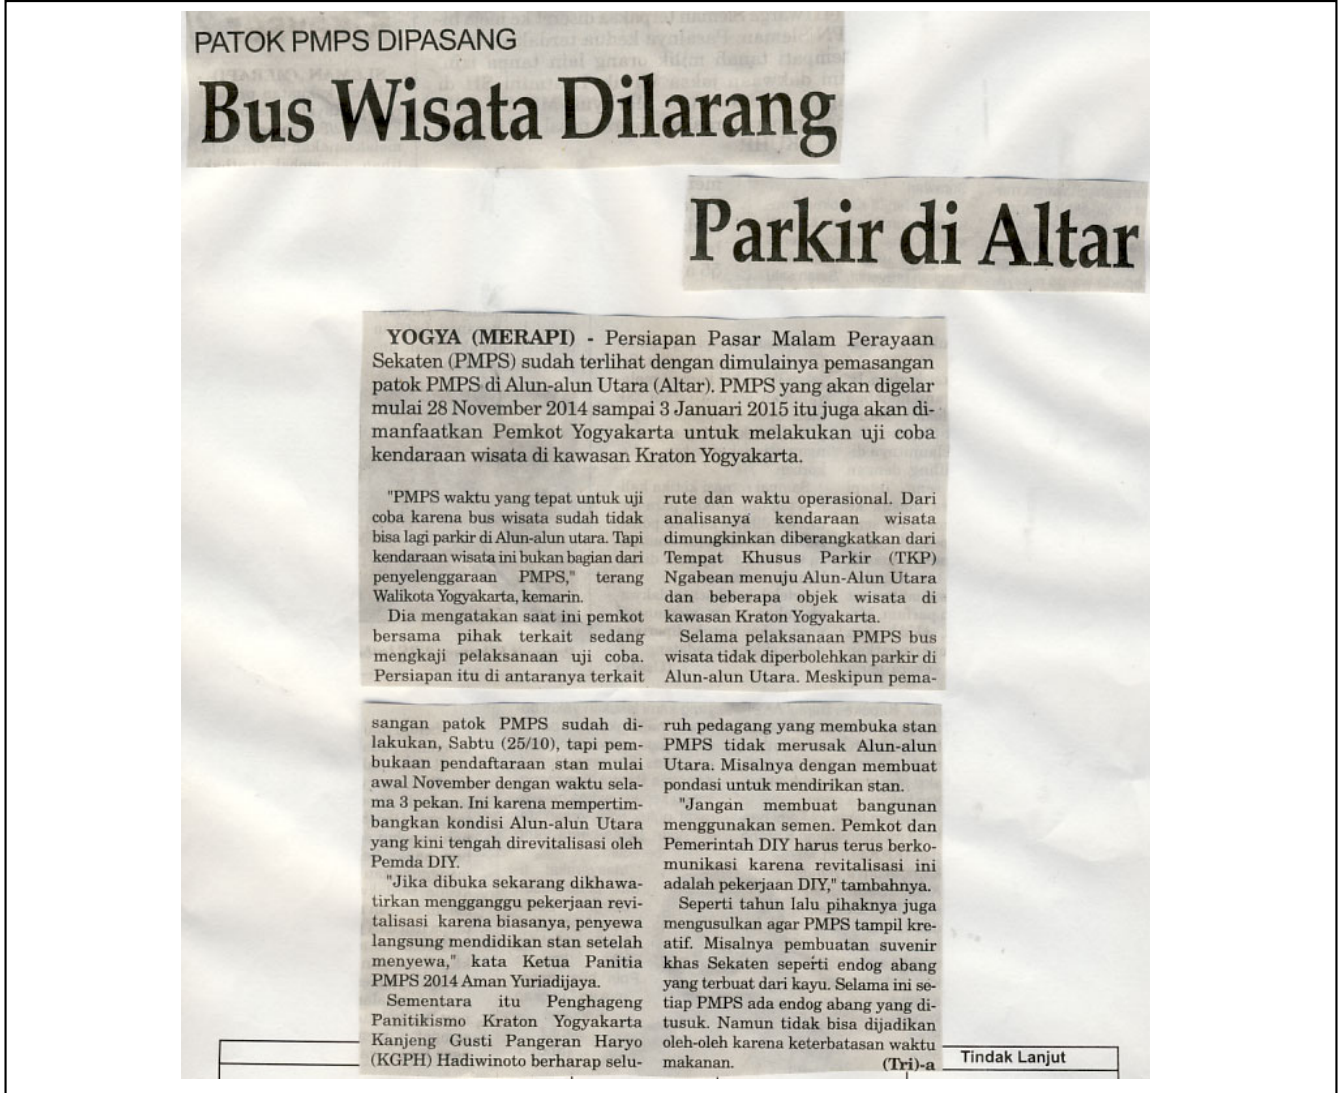 PATOK PMPS DIPASANG
Bus Wisata Dilarang
Parkir di Altar
YOGYA (MERAPI) - Persiapan Pasar Malam Perayaan
Sekaten (PMPS) sudah terlihat dengan dimulainya pemasangan
patok PMPS di Alun-alun Utara (Altar). PMPS yang akan digelar
mulai 28 November 2014 sampai 3 Januari 2015 itu juga akan di-
manfaatkan Pemkot Yogyakarta untuk melakukan uji coba
kendaraan wisata di kawasan Kraton Yogyakarta.
"PMPS waktu yang tepat untuk uji
coba karena bus wisata sudah tidak
bisa lagi parkir di Alun-alun utara. Tapi
kendaraan wisata ini bukan bagian dari
penyelenggaraan PMPS," terang
Walikota Yogyakarta, kemarin.
Dia mengatakan saat ini pemkot
bersama pihak terkait sedang
mengkaji pelaksanaan uji coba.
Persiapan itu di antaranya terkait
rute dan waktu operasional. Dari
analisanya kendaraan wisata
dimungkinkan diberangkatkan dari
Tempat Khusus Parkir (TKP)
Ngabean menuju Alun-Alun Utara
dan beberapa objek wisata di
kawasan Kraton Yogyakarta.
Selama pelaksanaan PMPS bus
wisata tidak diperbolehkan parkir di
Alun-alun Utara. Meskipun pema-
sangan patok PMPS sudah di-
lakukan, Sabtu (25/10), tapi pem-
bukaan pendaftaraan stan mulai
awal November dengan waktu sela-
ma 3 pekan. Ini karena mempertim-
bangkan kondisi Alun-alun Utara
yang kini tengah direvitalisasi oleh
Pemda DIY.
"Jika dibuka sekarang dikhawa-
tirkan mengganggu pekerjaan revi-
talisasi karena biasanya, penyewa
langsung mendidikan stan setelah
menyewa," kata Ketua Panitia
PMPS 2014 Aman Yuriadijaya.
Sementara itu Penghageng
Panitikismo Kraton Yogyakarta
Kanjeng Gusti Pangeran Haryo
(KGPH) Hadiwinoto berharap selu-
ruh pedagang yang membuka stan
PMPS tidak merusak Alun-alun
Utara. Misalnya dengan membuat
pondasi untuk mendirikan stan.
"Jangan membuat bangunan
menggunakan semen. Pemkot dan
Pemerintah DIY harus terus berko-
munikasi karena revitalisasi ini
adalah pekerjaan DIY," tambahnya.
Seperti tahun lalu pihaknya juga
mengusulkan agar PMPS tampil kre-
atif. Misalnya pembuatan suvenir
khas Sekaten seperti endog abang
yang terbuat dari kayu. Selama ini se-
tiap PMPS ada endog abang yang di-
tusuk. Namun tidak bisa dijadikan
oleh-oleh karena keterbatasan waktu
makanan.
(Tri)-a
Tindak Lanjut